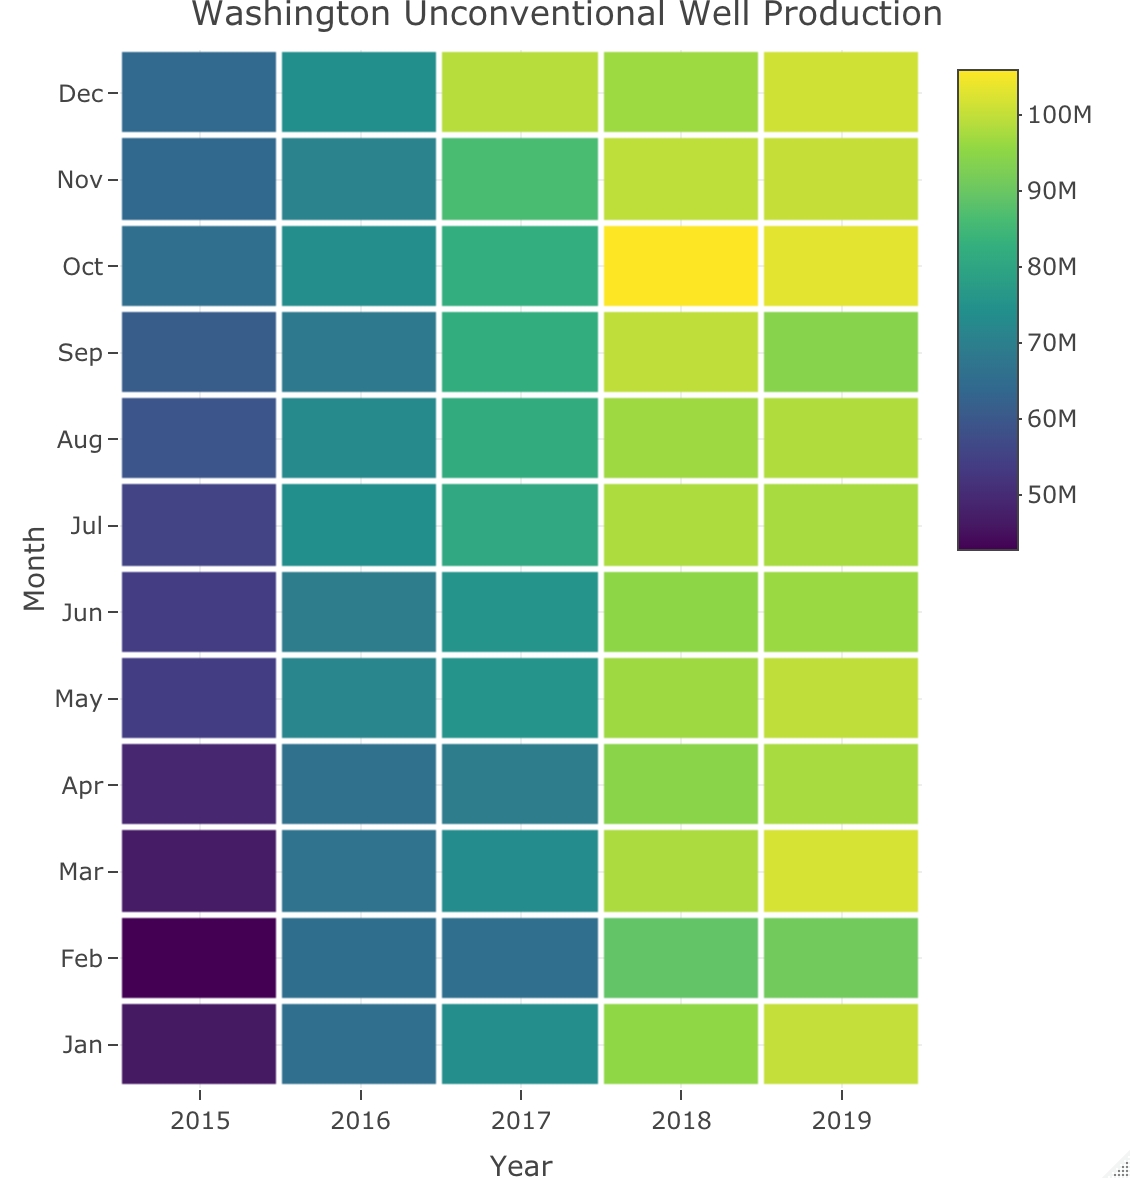 Washington Unconventional Well Production
Dec
Nov
Oct
Sep
Aug
Jul
Jun
May
Apr
Mar
Feb
Jan
Month
2015 2016 2017 2018 2019
Year
100M
90M
80M
70M
60M
50M